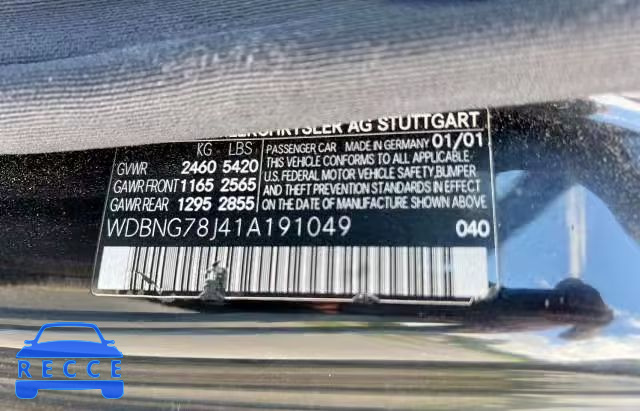 AG STUTTGART
KG LBS PASSENGER CAR MADE IN GERMANY 01/01
GVWR 2460 5420 THIS VEHICLE CONFORMS TO ALL APPLICABLE
GAWR FRONT 1165 2565 U.S. FEDERAL MOTOR VEHICLE SAFETY, BUMPER
GAWR REAR 1295 2855 AND THEFT PREVENTION STANDARDS IN EFFECT
ON THE DATE OF MANUFACTURE SHOWN ABOVE.
WDBNG78J41A191049 040
RECCE